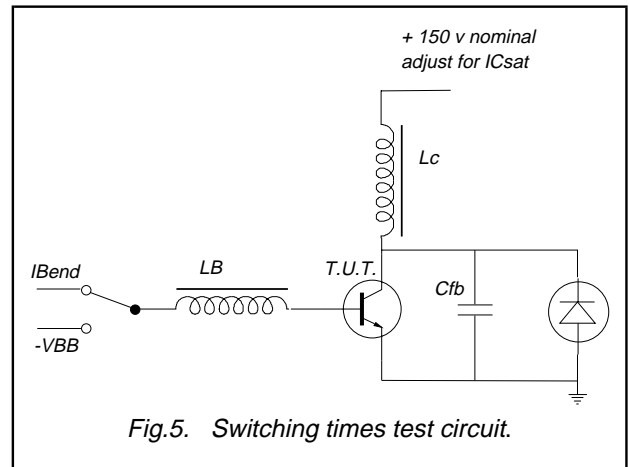 + 150 v nominal
adjust for ICsat
Lc
IBend
LB
T.U.T.
Cfb
-VBB
Fig.5. Switching times test circuit.